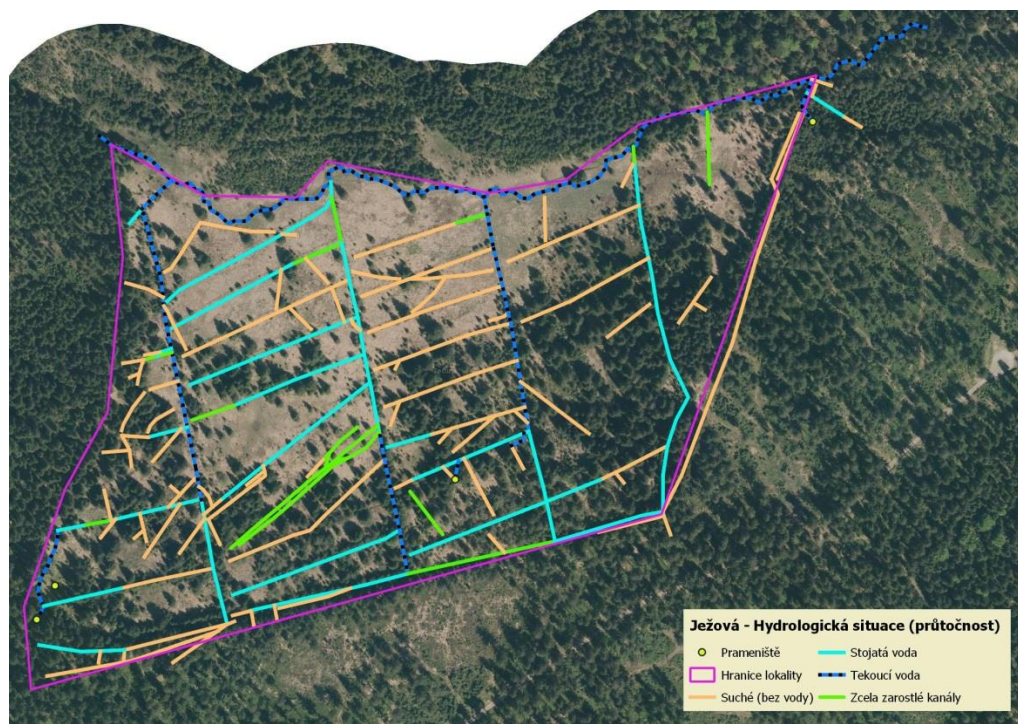 Ježová - Hydrologická situace (průtočnost)
Prameniště
Stojatá voda
Hranice lokality
Tekoucí voda
Suché (bez vody)
Zcela zarostlé kanály